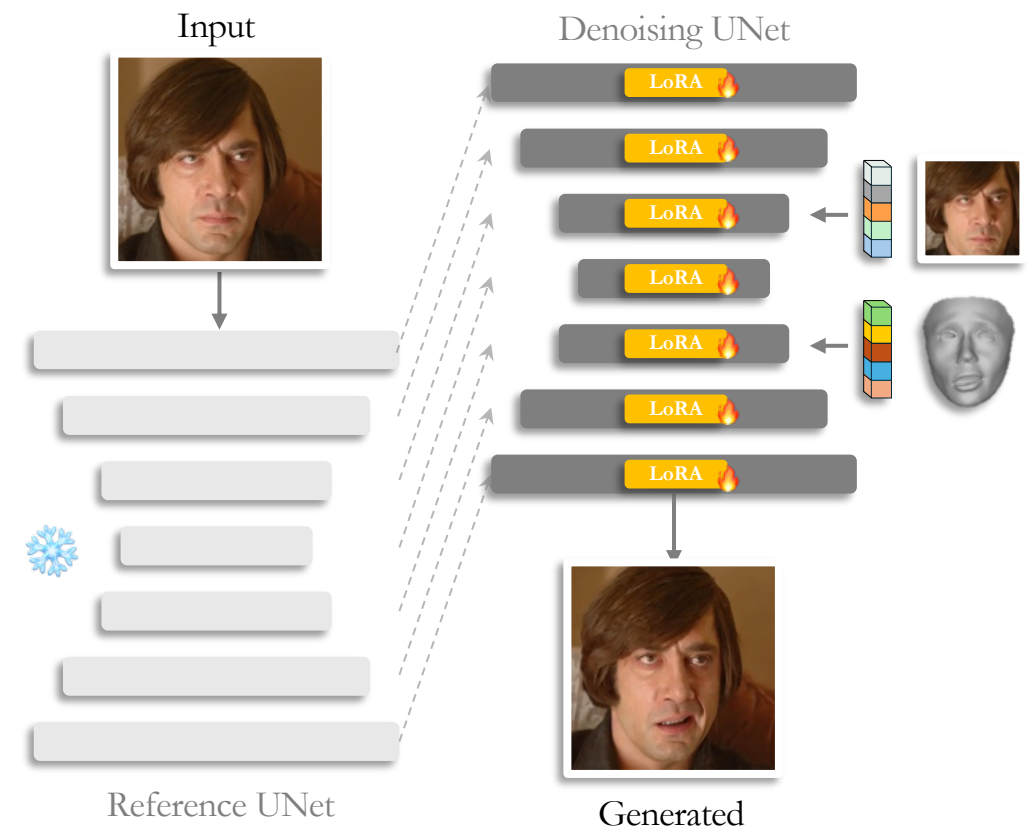 Input
Denoising UNet
LoRA
LoRA
LoRA
LoRA
LoRA
LoRA
LoRA
Reference UNet
Generated